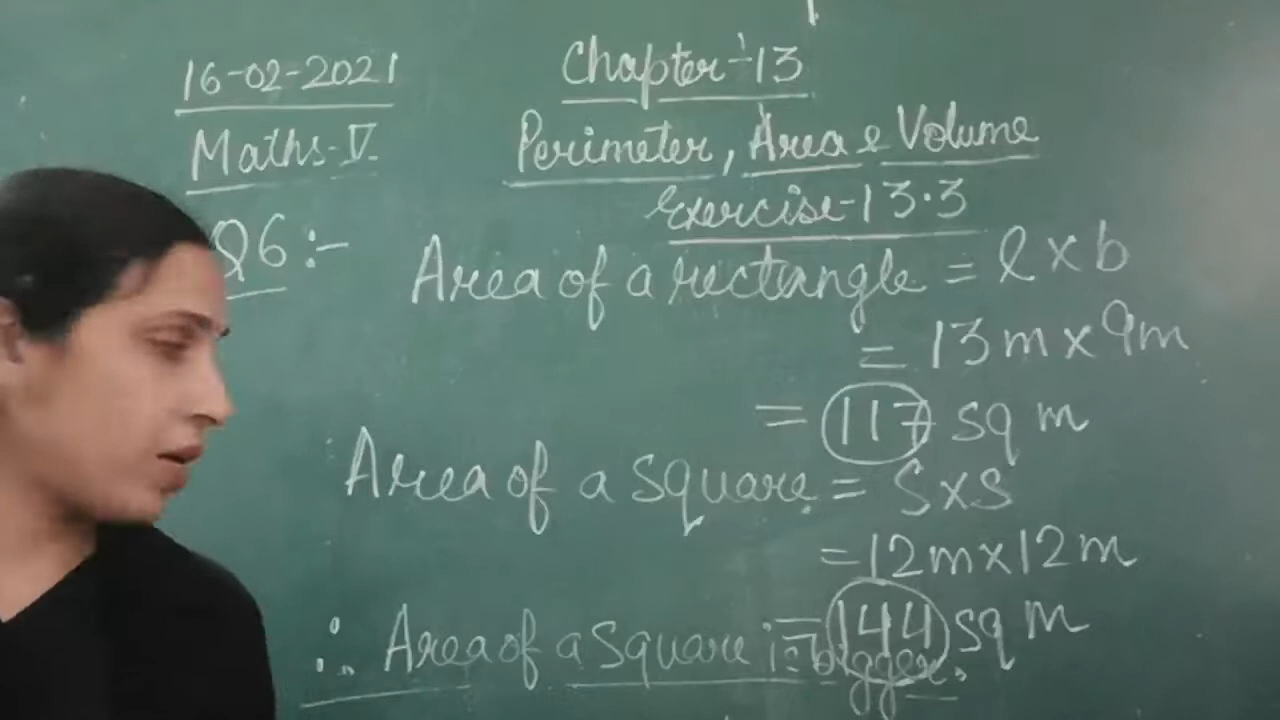 16-02-2021
Maths-V
Chapter-13
Perimeter, Area & Volume
Exercise-13.3
Q6:-
Area of a rectangle = l x b
= 13m x 9m
= 117 sq m
Area of a square = S x S
= 12m x 12m
= 144 sq m
∴ Area of a square is bigger.